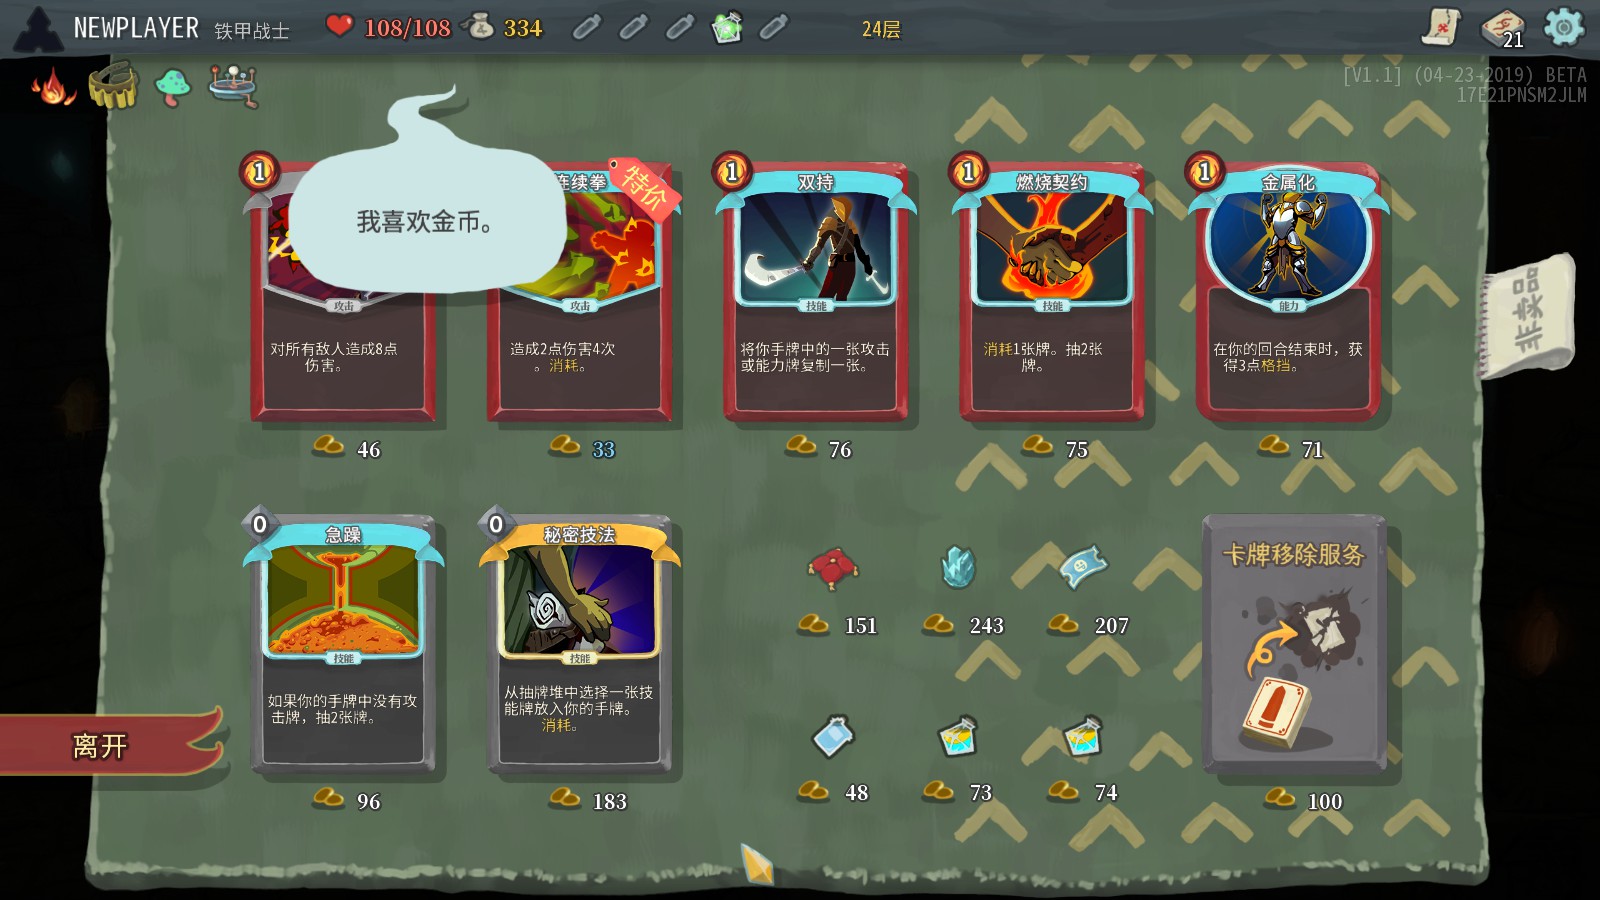 NEWPLAYER 铁甲战士 108/108 334 24层 21
[V1.1] (04-23-2019) BETA
17E21PNSM2JLM
我喜欢金币。
1
攻击
对所有敌人造成8点
伤害。
46
连续拳
特价
攻击
造成2点伤害4次
。消耗。
33
1
双持
技能
将你手牌中的一张攻击
或能力牌复制一张。
76
1
燃烧契约
技能
消耗1张牌。抽2张
牌。
75
1
金属化
能力
在你的回合结束时，获
得3点格挡。
71
非卖品
0
急躁
技能
如果你的手牌中没有攻
击牌，抽2张牌。
96
0
秘密技法
技能
从抽牌堆中选择一张技
能牌放入你的手牌。
消耗。
183
151
243
207
48
73
74
卡牌移除服务
100
离开